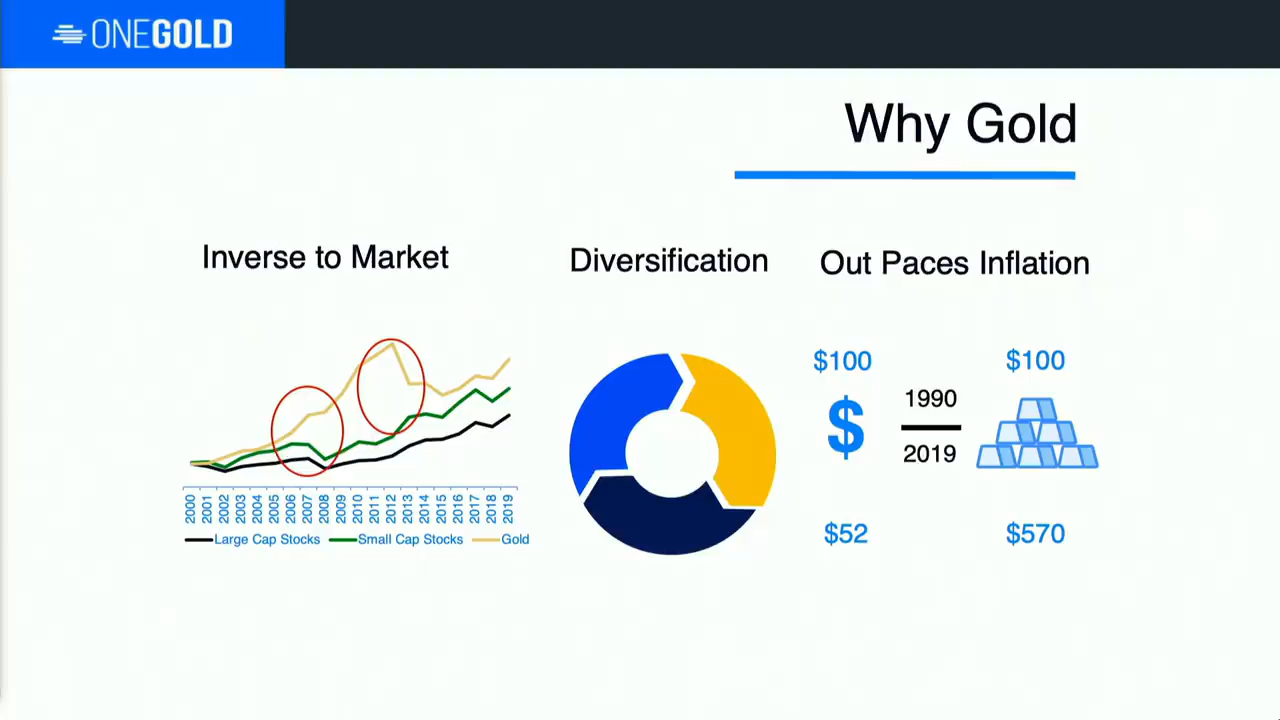 ONEGOLD
Why Gold
Inverse to Market
Diversification
Out Paces Inflation
2000 2001 2002 2003 2004 2005 2006 2007 2008 2009 2010 2011 2012 2013 2014 2015 2016 2017 2018 2019
Large Cap Stocks Small Cap Stocks Gold
$100 $100
$
1990
2019
$52 $570